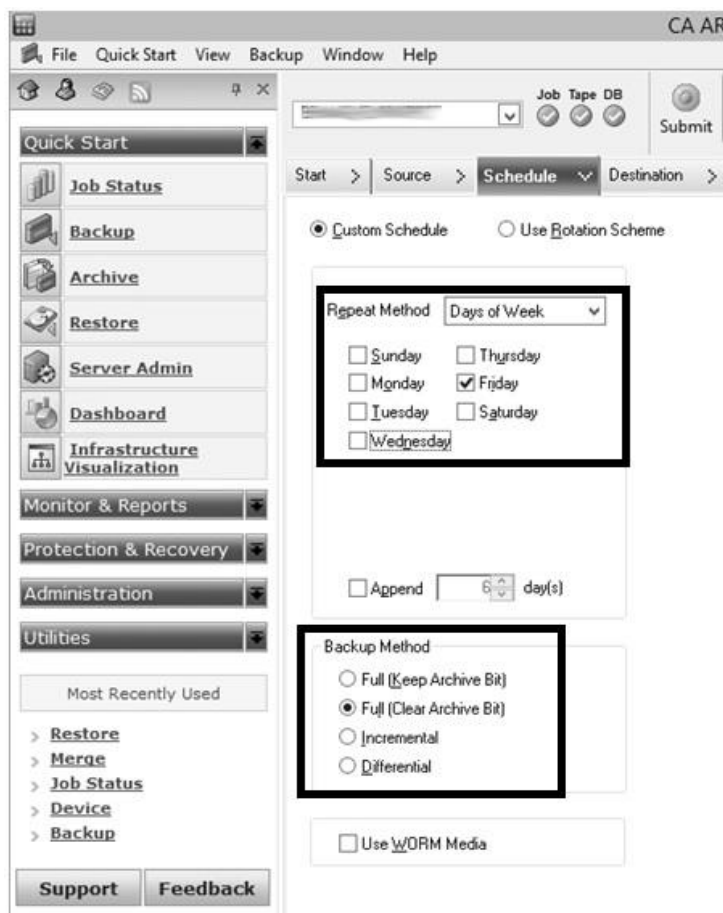 CA AR
File Quick Start View Backup Window Help
Quick Start
Job Status
Backup
Archive
Restore
Server Admin
Dashboard
Infrastructure
Visualization
Monitor & Reports
Protection & Recovery
Administration
Utilities
Most Recently Used
Restore
Merge
Job Status
Device
Backup
Support Feedback
Job Tape DB
Submit
Start > Source > Schedule Destination >
Custom Schedule Use Rotation Scheme
Repeat Method Days of Week
Sunday Thursday
Monday Friday
Tuesday Saturday
Wednesday
Append 6 day(s)
Backup Method
Full (Keep Archive Bit)
Full (Clear Archive Bit)
Incremental
Differential
Use WORM Media